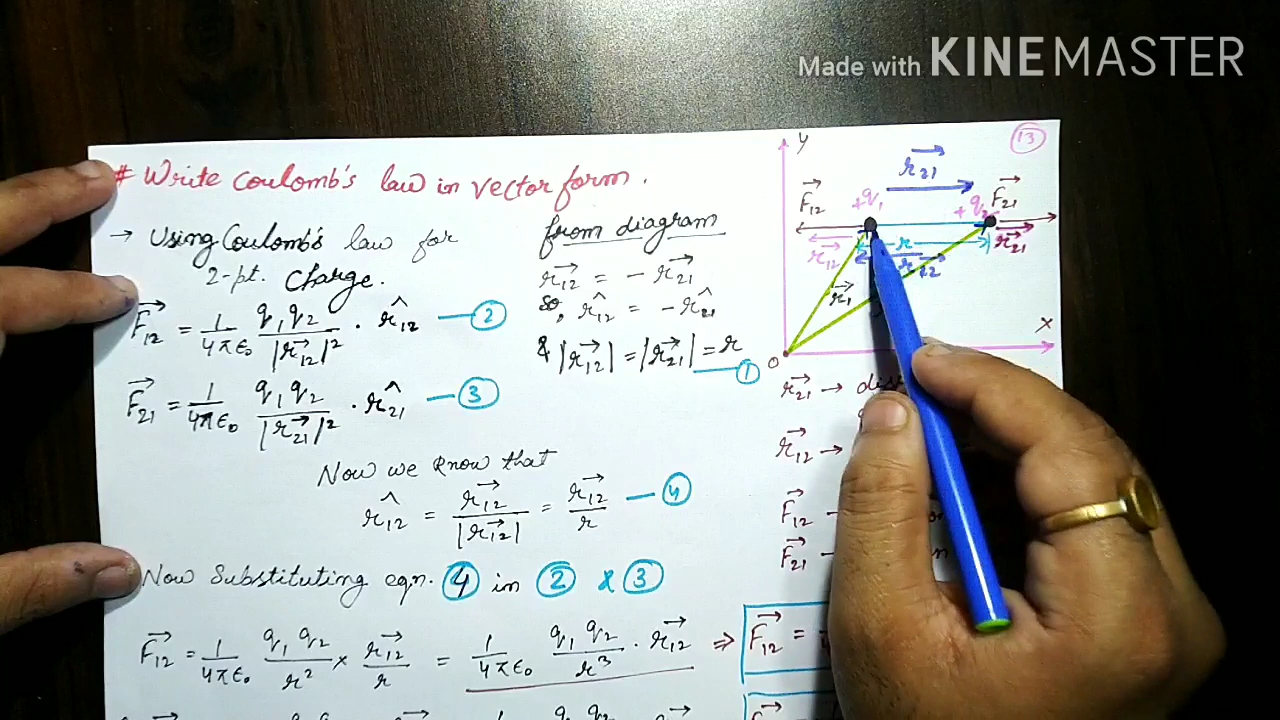 Made with KINEMASTER
13
# Write Coulomb's law in vector form.
→ Using Coulomb's law for
2-pt. Charge.
F₁₂⃗ = 1/4πε₀ q₁q₂/|r₁₂⃗|² . r̂₁₂ — ②
F₂₁⃗ = 1/4πε₀ q₁q₂/|r₂₁⃗|² . r̂₂₁ — ③
from diagram
r₁₂⃗ = - r₂₁⃗
so, r̂₁₂ = - r̂₂₁
& |r₁₂⃗| = |r₂₁⃗| = r
— ①
Now we know that
r̂₁₂ = r₁₂⃗/|r₁₂⃗| = r₁₂⃗/r — ④
Now Substituting eqn. ④ in ② & ③
F₁₂⃗ = 1/4πε₀ q₁q₂/r² × r₁₂⃗/r = 1/4πε₀ q₁q₂/r³ . r₁₂⃗ ⇒ F₁₂⃗ =
y
r₂₁⃗
F₁₂⃗ +q₁ +q₂ F₂₁⃗
r₁₂⃗ r r₂₁⃗
r₁⃗ r₂⃗
x
o
r₂₁⃗ →
r₁₂⃗ →
F₁₂⃗ →
F₂₁⃗ →